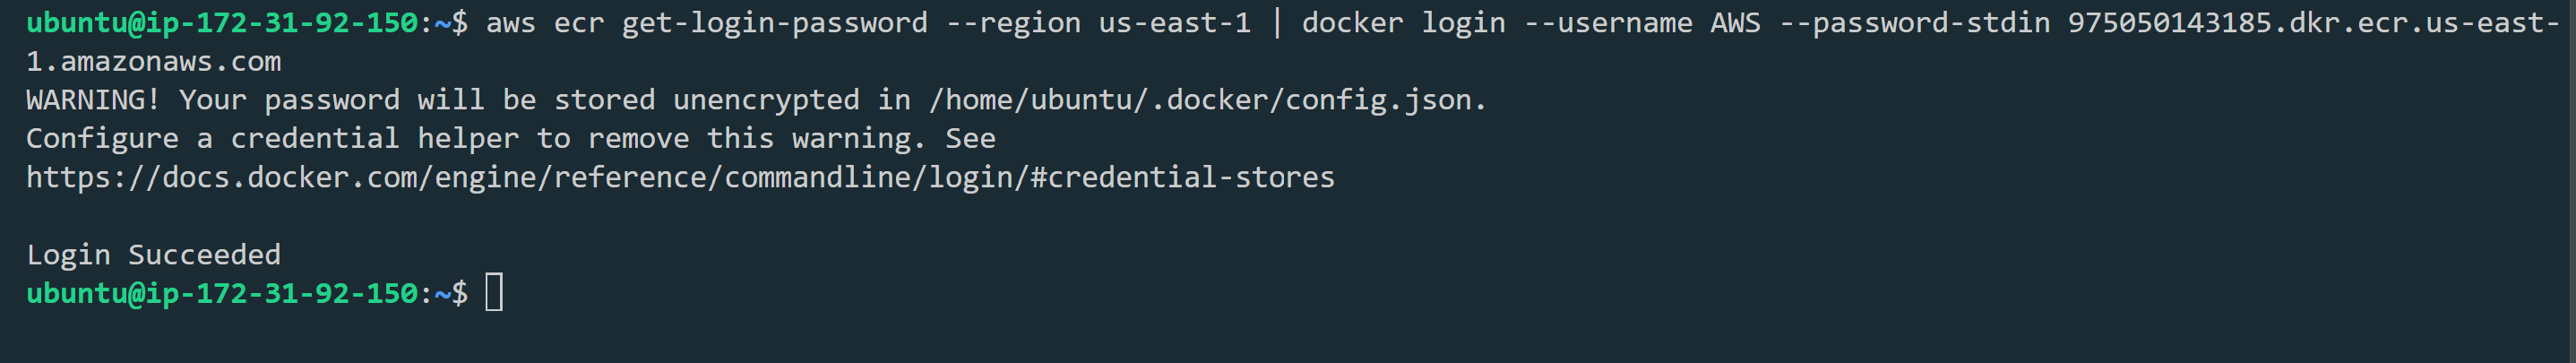 ubuntu@ip-172-31-92-150:~$ aws ecr get-login-password --region us-east-1 | docker login --username AWS --password-stdin 975050143185.dkr.ecr.us-east-
1.amazonaws.com
WARNING! Your password will be stored unencrypted in /home/ubuntu/.docker/config.json.
Configure a credential helper to remove this warning. See
https://docs.docker.com/engine/reference/commandline/login/#credential-stores
Login Succeeded
ubuntu@ip-172-31-92-150:~$